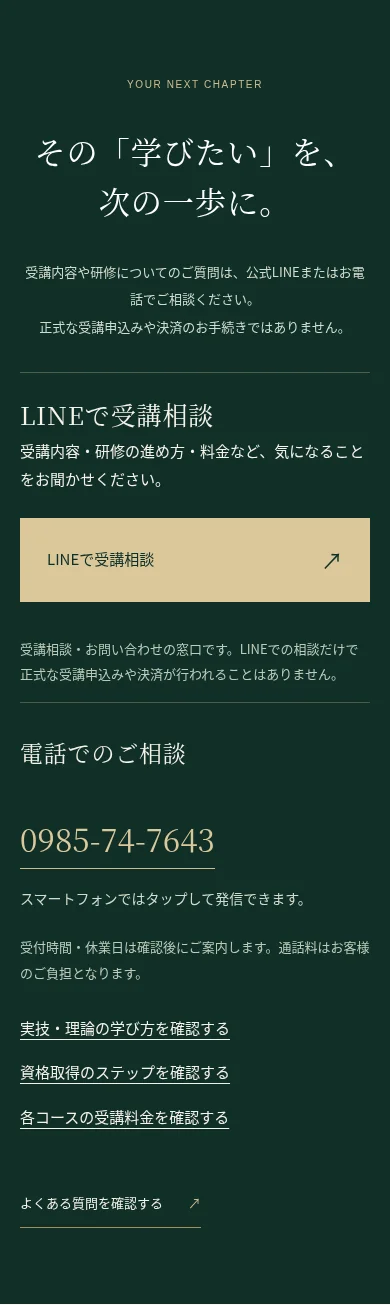 YOUR NEXT CHAPTER
その「学びたい」を、
次の一歩に。
受講内容や研修についてのご質問は、公式LINEまたはお電
話でご相談ください。
正式な受講申込みや決済のお手続きではありません。
LINEで受講相談
受講内容・研修の進め方・料金など、気になること
をお聞かせください。
LINEで受講相談 ↗
受講相談・お問い合わせの窓口です。LINEでの相談だけで
正式な受講申込みや決済が行われることはありません。
電話でのご相談
0985-74-7643
スマートフォンではタップして発信できます。
受付時間・休業日は確認後にご案内します。通話料はお客様
のご負担となります。
実技・理論の学び方を確認する
資格取得のステップを確認する
各コースの受講料金を確認する
よくある質問を確認する ↗